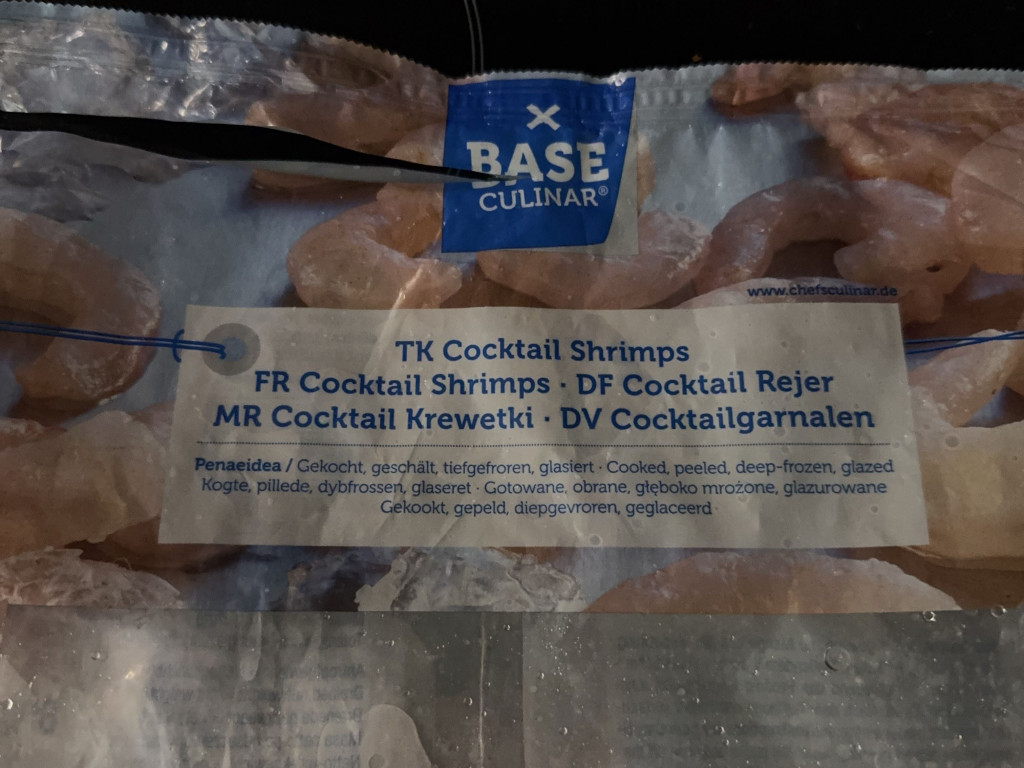 BASE
CULINAR®
www.chefsculinar.de
TK Cocktail Shrimps
FR Cocktail Shrimps · DF Cocktail Rejer
MR Cocktail Krewetki · DV Cocktailgarnalen
Penaeidea / Gekocht, geschält, tiefgefroren, glasiert · Cooked, peeled, deep-frozen, glazed
Kogte, pillede, dybfrossen, glaseret · Gotowane, obrane, głęboko mrożone, glazurowane
Gekookt, gepeld, diepgevroren, geglaceerd